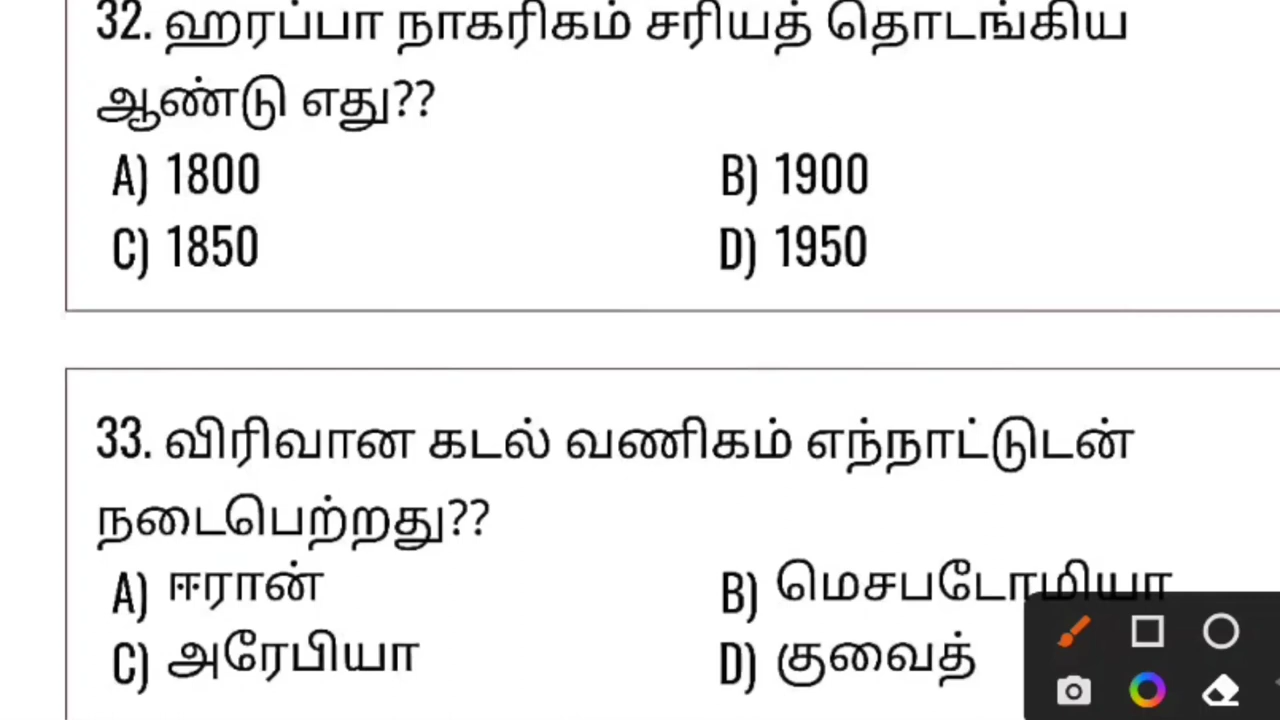 32. ஹரப்பா நாகரிகம் சரியத் தொடங்கிய
ஆண்டு எது??
A) 1800 B) 1900
C) 1850 D) 1950
33. விரிவான கடல் வணிகம் எந்நாட்டுடன்
நடைபெற்றது??
A) ஈரான் B) மெசபடோமியா
C) அரேபியா D) குவைத்